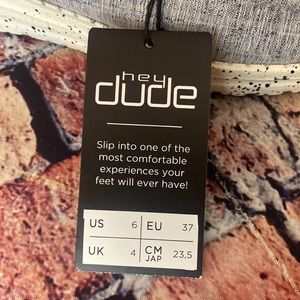 hey
dude
Slip into one of the
most comfortable
experiences your
feet will ever have!
US 6 EU 37
UK 4 CM JAP 23,5